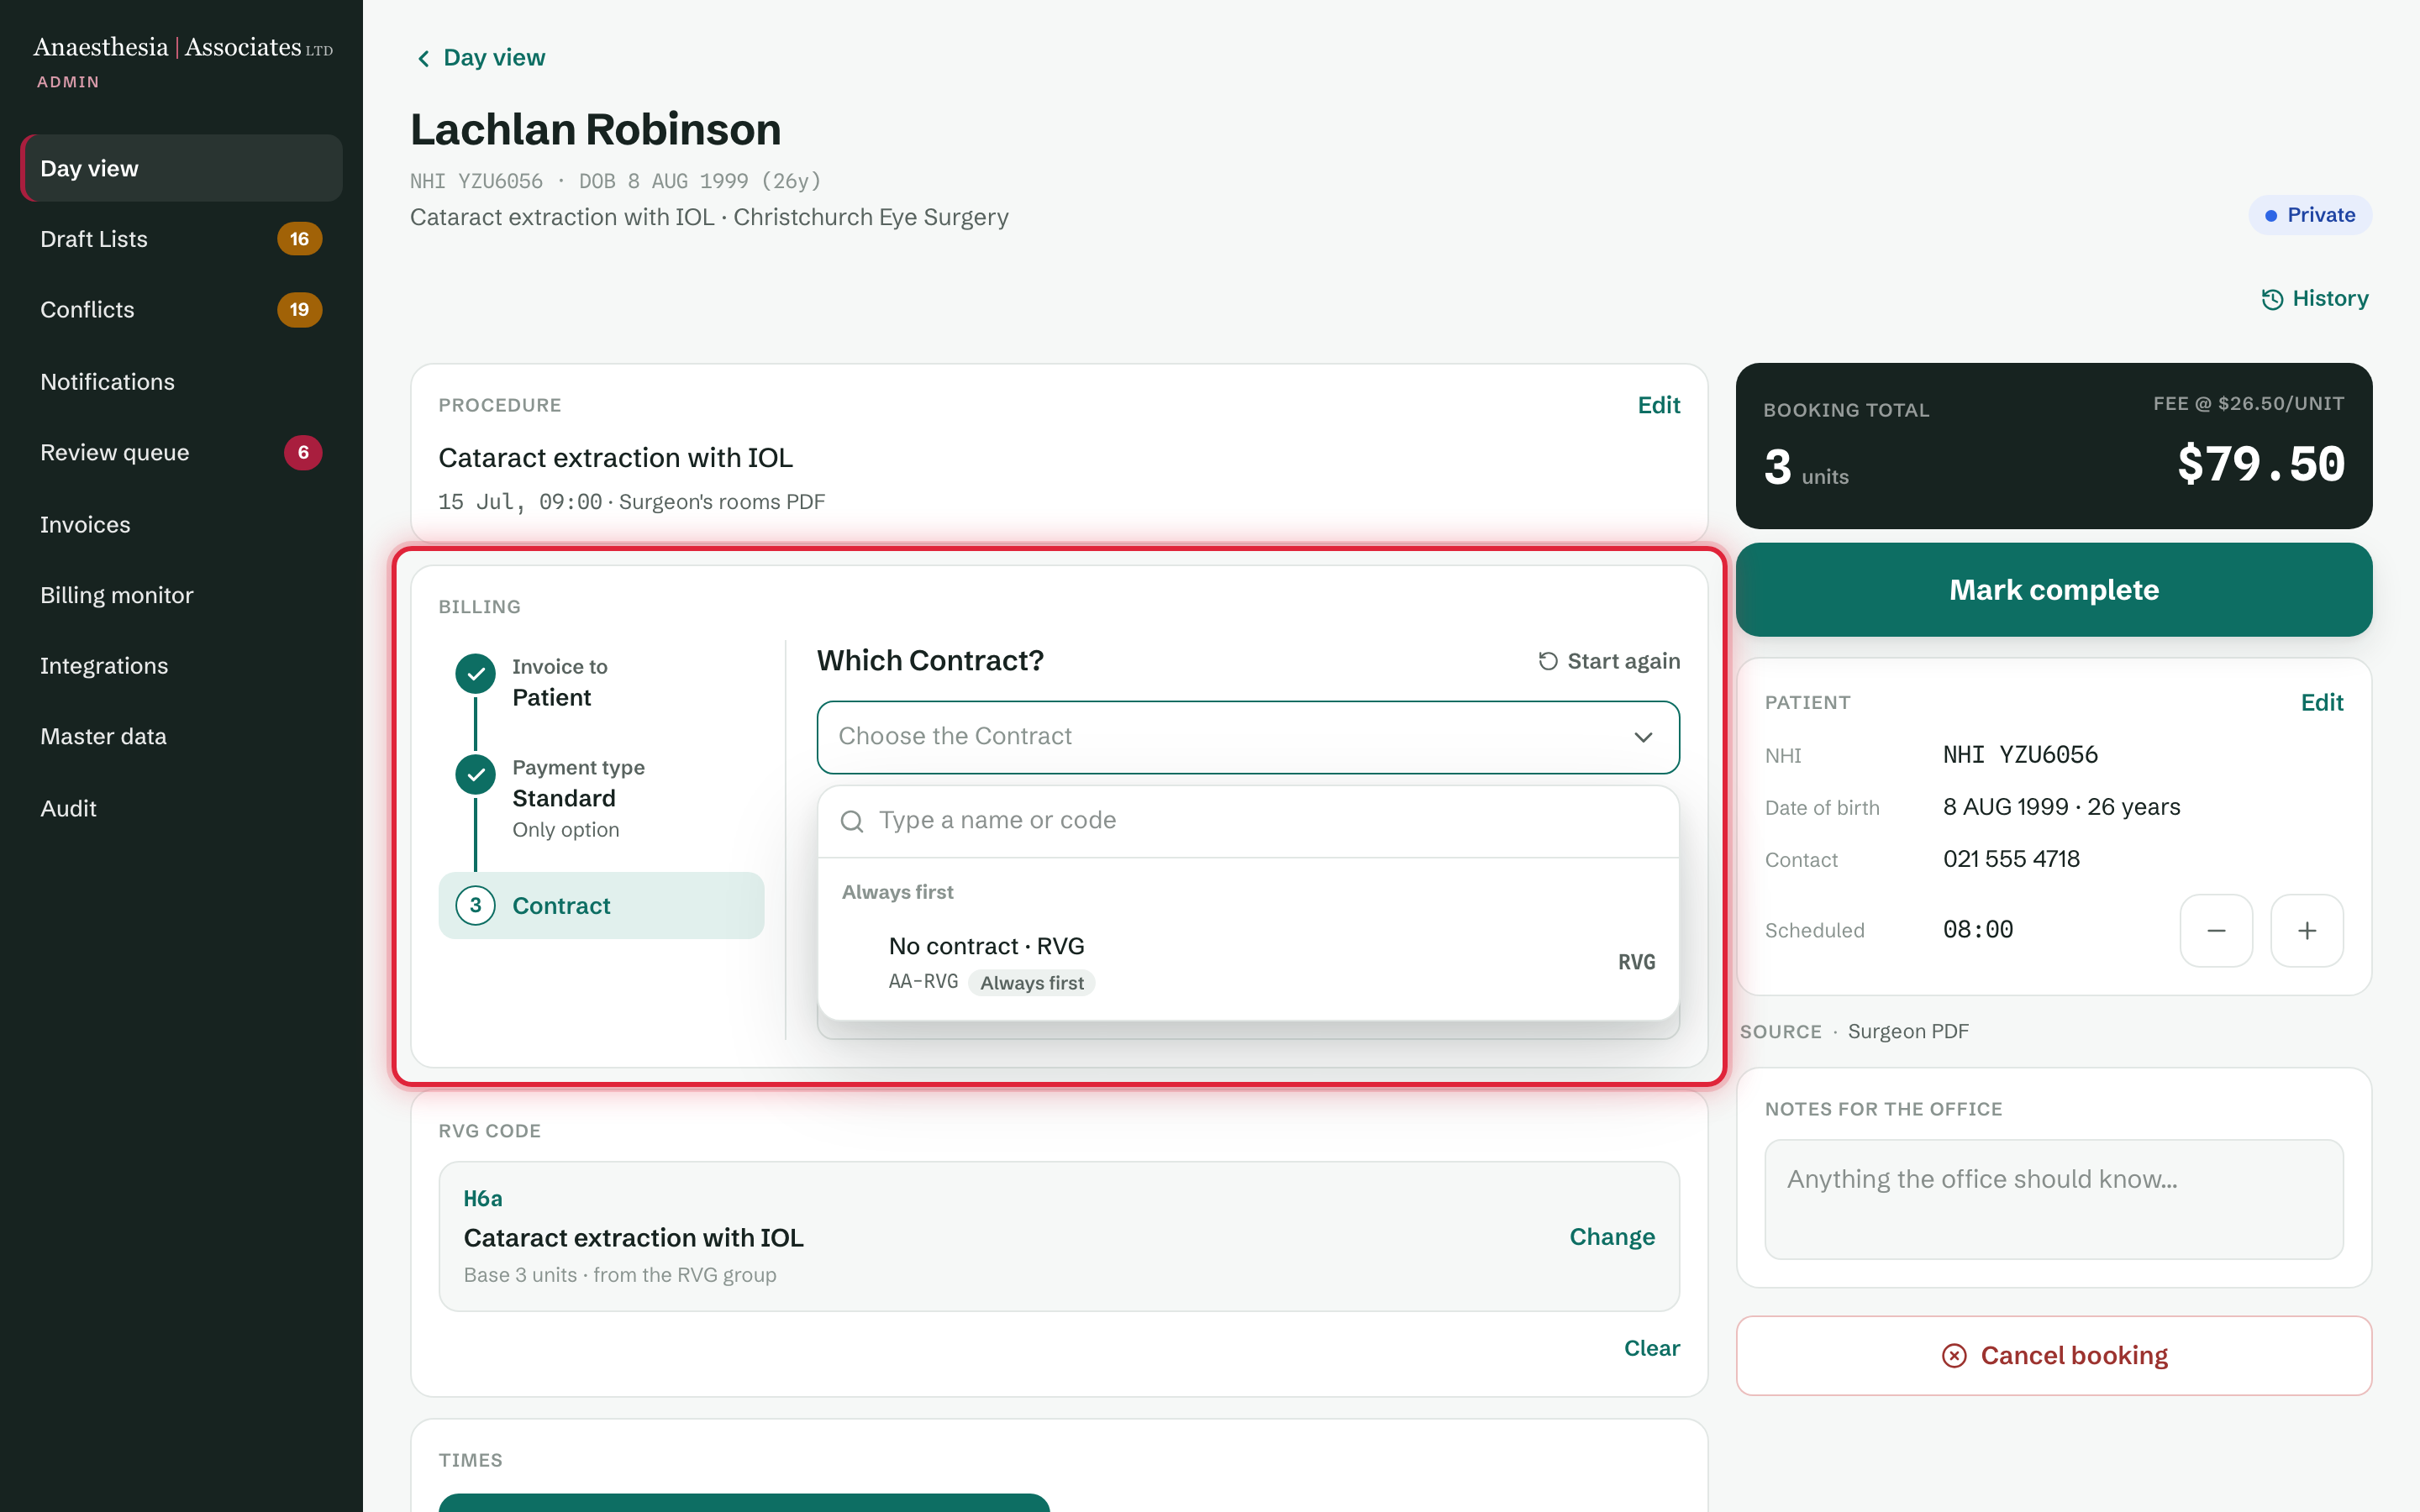 Anaesthesia | Associates LTD
ADMIN
Day view
Draft Lists 16
Conflicts 19
Notifications
Review queue 6
Invoices
Billing monitor
Integrations
Master data
Audit
Day view
Lachlan Robinson
NHI YZU6056 · DOB 8 AUG 1999 (26y)
Cataract extraction with IOL · Christchurch Eye Surgery
Private
History
PROCEDURE
Edit
Cataract extraction with IOL
15 Jul, 09:00 · Surgeon's rooms PDF
BILLING
Invoice to
Patient
Payment type
Standard
Only option
3 Contract
Which Contract?
Start again
Choose the Contract
Type a name or code
Always first
No contract · RVG
AA-RVG Always first
RVG
RVG CODE
H6a
Cataract extraction with IOL
Base 3 units · from the RVG group
Change
Clear
TIMES
BOOKING TOTAL
FEE @ $26.50/UNIT
3 units
$79.50
Mark complete
PATIENT
Edit
NHI NHI YZU6056
Date of birth 8 AUG 1999 · 26 years
Contact 021 555 4718
Scheduled 08:00 − +
SOURCE · Surgeon PDF
NOTES FOR THE OFFICE
Anything the office should know...
Cancel booking